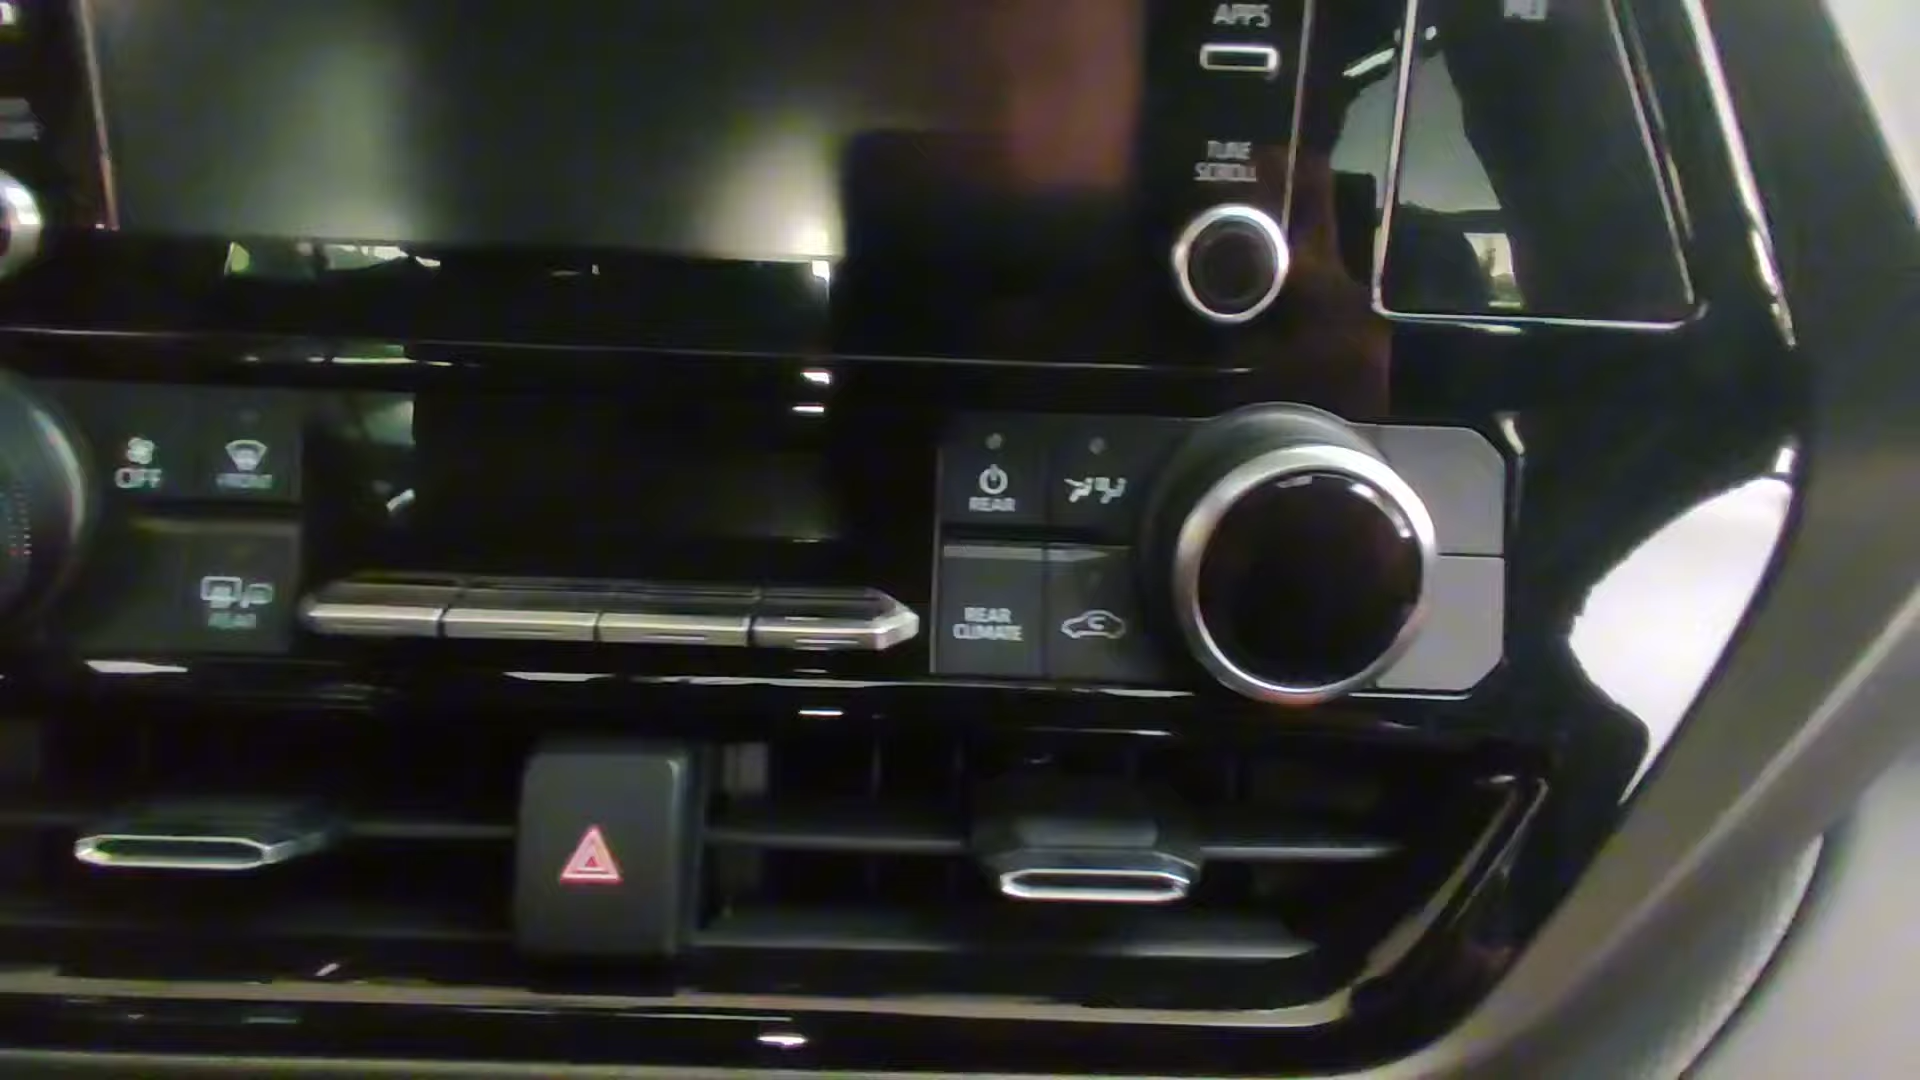 APPS
TUNE
SCROLL
OFF
FRONT
REAR
REAR
REAR
CLIMATE